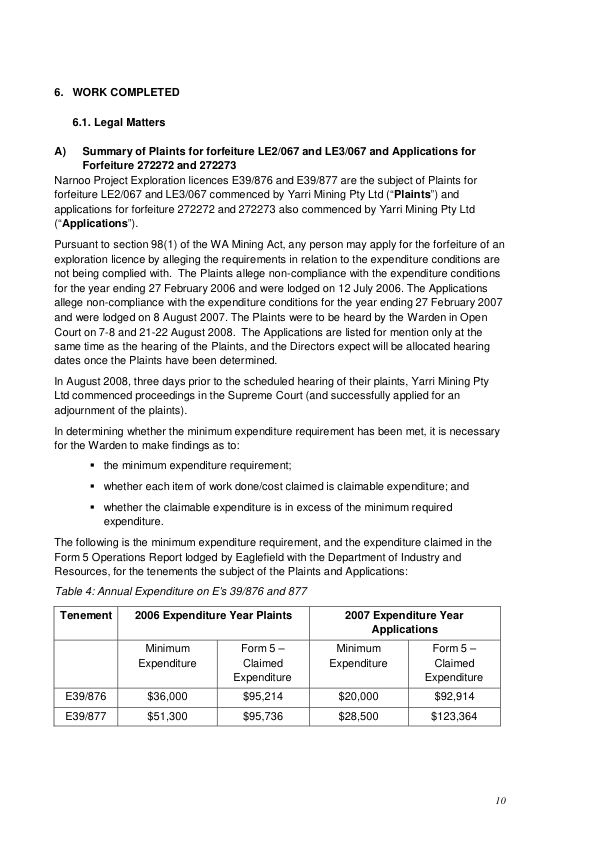 6. WORK COMPLETED
6.1. Legal Matters
A) Summary of Plaints for forfeiture LE2/067 and LE3/067 and Applications for
Forfeiture 272272 and 272273
Narnoo Project Exploration licences E39/876 and E39/877 are the subject of Plaints for
forfeiture LE2/067 and LE3/067 commenced by Yarri Mining Pty Ltd (“Plaints”) and
applications for forfeiture 272272 and 272273 also commenced by Yarri Mining Pty Ltd
(“Applications”).
Pursuant to section 98(1) of the WA Mining Act, any person may apply for the forfeiture of an
exploration licence by alleging the requirements in relation to the expenditure conditions are
not being complied with. The Plaints allege non-compliance with the expenditure conditions
for the year ending 27 February 2006 and were lodged on 12 July 2006. The Applications
allege non-compliance with the expenditure conditions for the year ending 27 February 2007
and were lodged on 8 August 2007. The Plaints were to be heard by the Warden in Open
Court on 7-8 and 21-22 August 2008. The Applications are listed for mention only at the
same time as the hearing of the Plaints, and the Directors expect will be allocated hearing
dates once the Plaints have been determined.
In August 2008, three days prior to the scheduled hearing of their plaints, Yarri Mining Pty
Ltd commenced proceedings in the Supreme Court (and successfully applied for an
adjournment of the plaints).
In determining whether the minimum expenditure requirement has been met, it is necessary
for the Warden to make findings as to:
▪ the minimum expenditure requirement;
▪ whether each item of work done/cost claimed is claimable expenditure; and
▪ whether the claimable expenditure is in excess of the minimum required
expenditure.
The following is the minimum expenditure requirement, and the expenditure claimed in the
Form 5 Operations Report lodged by Eaglefield with the Department of Industry and
Resources, for the tenements the subject of the Plaints and Applications:
Table 4: Annual Expenditure on E's 39/876 and 877
Tenement 2006 Expenditure Year Plaints 2007 Expenditure Year
Applications
Minimum Form 5 – Minimum Form 5 –
Expenditure Claimed Expenditure Claimed
Expenditure Expenditure
E39/876 $36,000 $95,214 $20,000 $92,914
E39/877 $51,300 $95,736 $28,500 $123,364
10